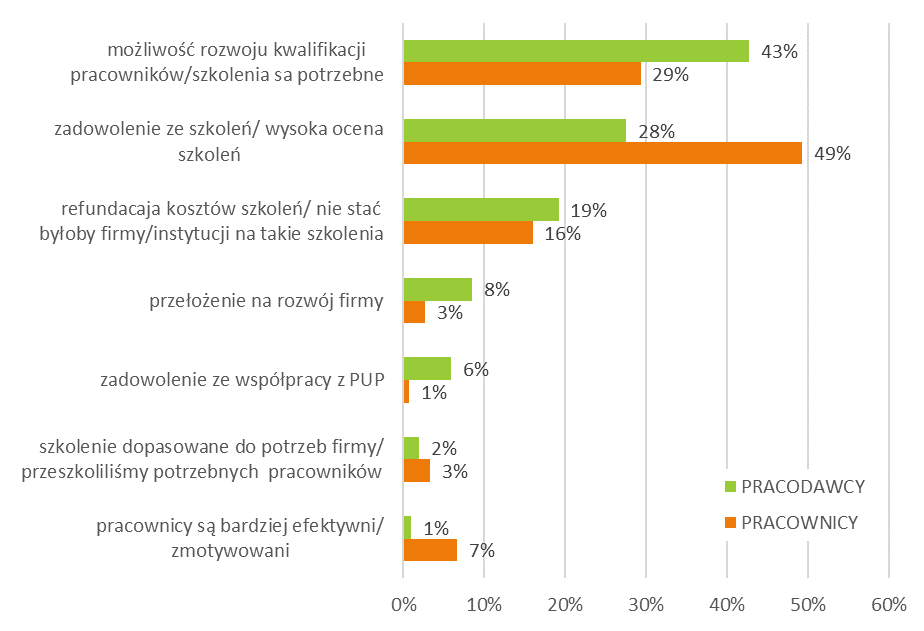 możliwość rozwoju kwalifikacji
pracowników/szkolenia sa potrzebne
43%
29%
zadowolenie ze szkoleń/ wysoka ocena
szkoleń
28%
49%
refundacaja kosztów szkoleń/ nie stać
byłoby firmy/instytucji na takie szkolenia
19%
16%
przełożenie na rozwój firmy
8%
3%
zadowolenie ze współpracy z PUP
6%
1%
szkolenie dopasowane do potrzeb firmy/
przeszkoliliśmy potrzebnych pracowników
2%
3%
pracownicy są bardziej efektywni/
zmotywowani
1%
7%
PRACODAWCY
PRACOWNICY
0% 10% 20% 30% 40% 50% 60%